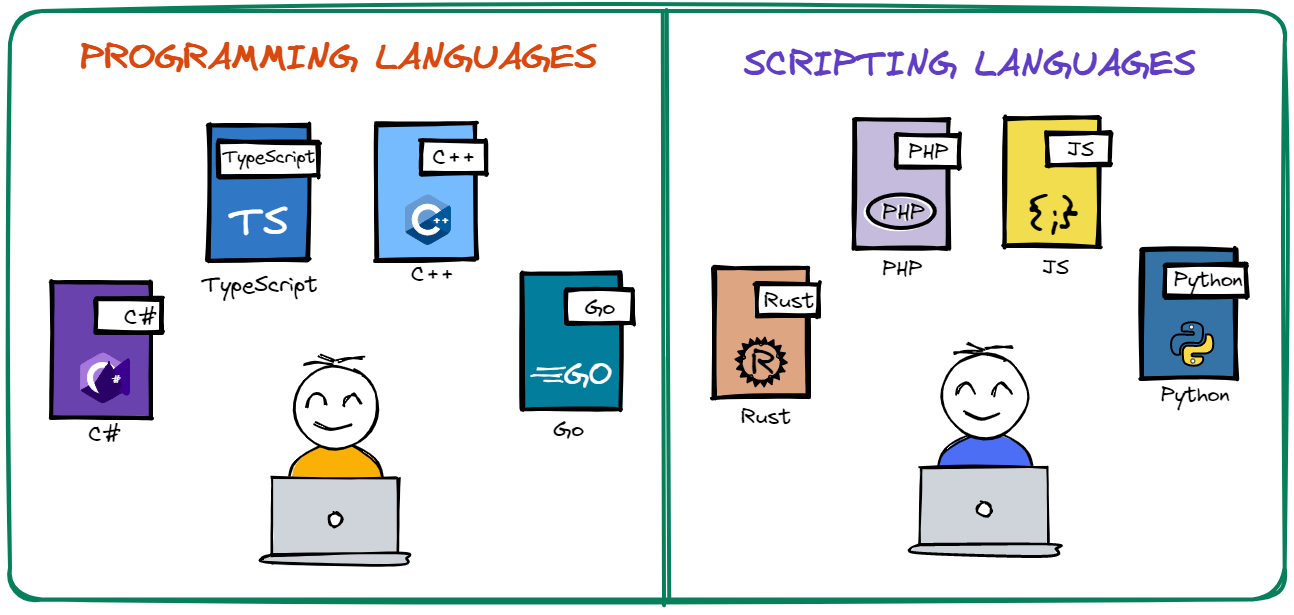 PROGRAMMING LANGUAGES
TypeScript
TS
TypeScript
C++
C++
C++
C#
C#
C#
Go
GO
Go
SCRIPTING LANGUAGES
PHP
PHP
PHP
JS
{;}
JS
Rust
R
Rust
Python
Python